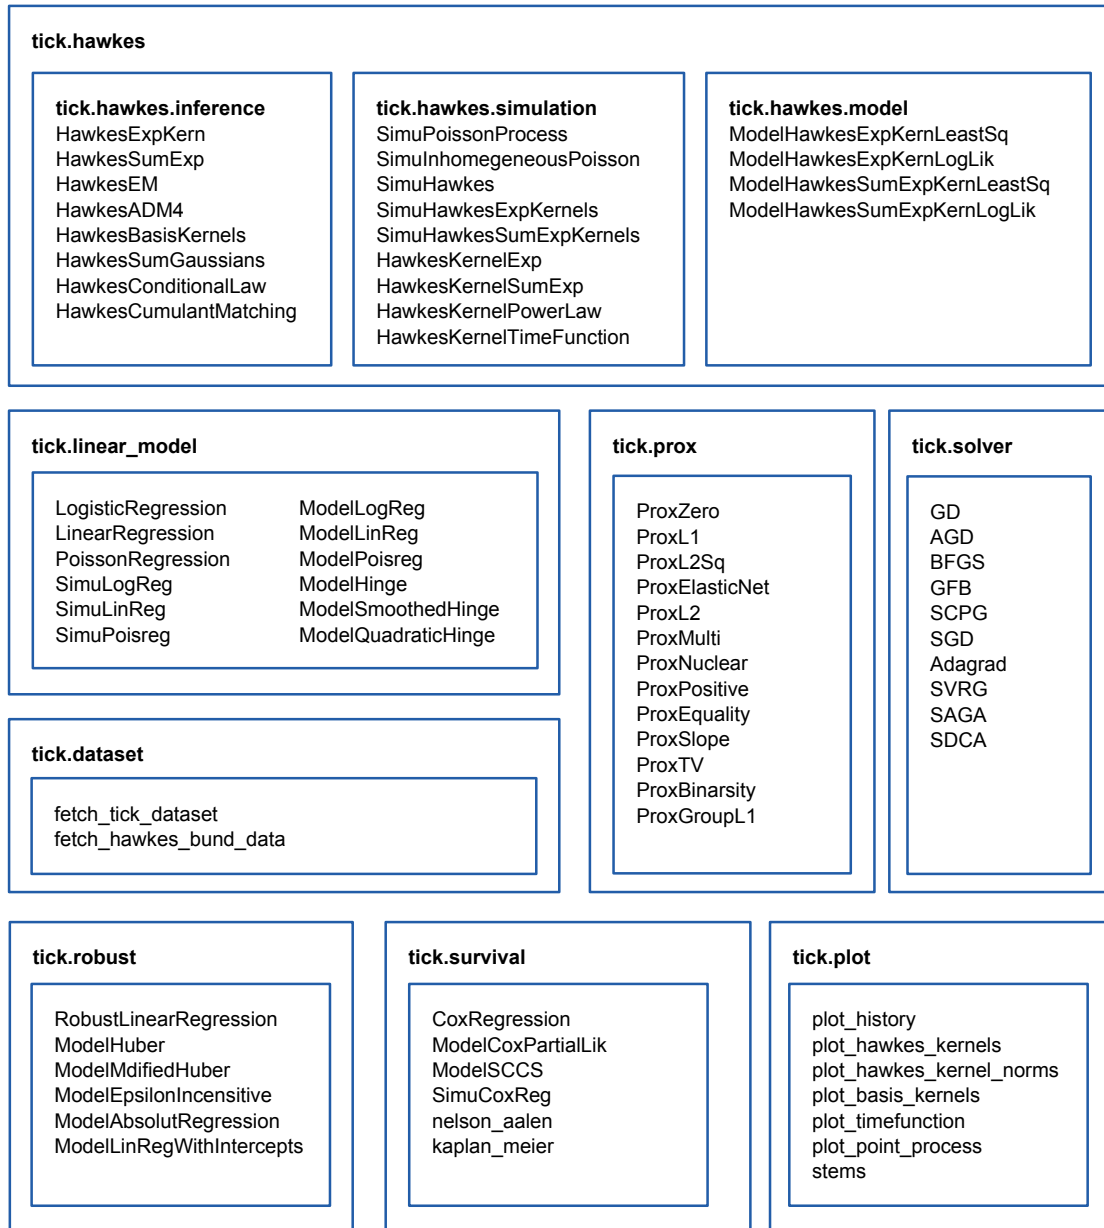 tick.hawkes
tick.hawkes.inference
HawkesExpKern
HawkesSumExp
HawkesEM
HawkesADM4
HawkesBasisKernels
HawkesSumGaussians
HawkesConditionalLaw
HawkesCumulantMatching
tick.hawkes.simulation
SimuPoissonProcess
SimuInhomegeneousPoisson
SimuHawkes
SimuHawkesExpKernels
SimuHawkesSumExpKernels
HawkesKernelExp
HawkesKernelSumExp
HawkesKernelPowerLaw
HawkesKernelTimeFunction
tick.hawkes.model
ModelHawkesExpKernLeastSq
ModelHawkesExpKernLogLik
ModelHawkesSumExpKernLeastSq
ModelHawkesSumExpKernLogLik
tick.linear_model
LogisticRegression
LinearRegression
PoissonRegression
SimuLogReg
SimuLinReg
SimuPoisreg
ModelLogReg
ModelLinReg
ModelPoisreg
ModelHinge
ModelSmoothedHinge
ModelQuadraticHinge
tick.dataset
fetch_tick_dataset
fetch_hawkes_bund_data
tick.prox
ProxZero
ProxL1
ProxL2Sq
ProxElasticNet
ProxL2
ProxMulti
ProxNuclear
ProxPositive
ProxEquality
ProxSlope
ProxTV
ProxBinarsity
ProxGroupL1
tick.solver
GD
AGD
BFGS
GFB
SCPG
SGD
Adagrad
SVRG
SAGA
SDCA
tick.robust
RobustLinearRegression
ModelHuber
ModelMdifiedHuber
ModelEpsilonIncensitive
ModelAbsolutRegression
ModelLinRegWithIntercepts
tick.survival
CoxRegression
ModelCoxPartialLik
ModelSCCS
SimuCoxReg
nelson_aalen
kaplan_meier
tick.plot
plot_history
plot_hawkes_kernels
plot_hawkes_kernel_norms
plot_basis_kernels
plot_timefunction
plot_point_process
stems